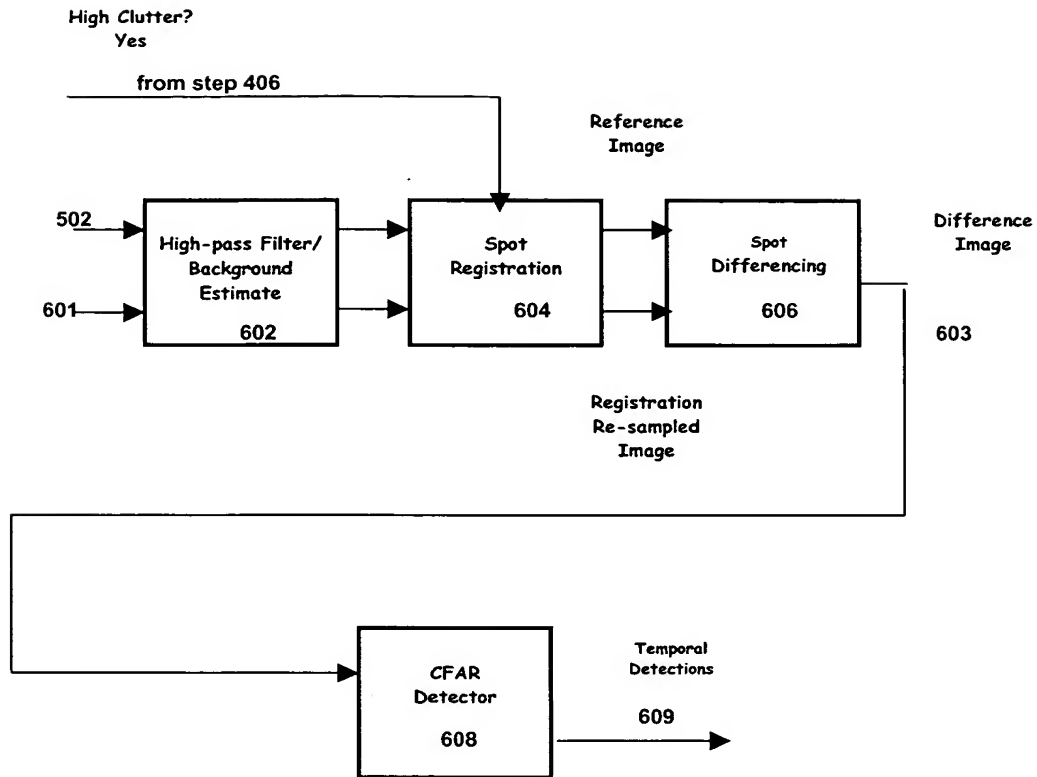 High Clutter?
Yes
from step 406
Reference
Image
502
601
High-pass Filter/
Background
Estimate
602
Spot
Registration
604
Spot
Differencing
606
Difference
Image
603
Registration
Re-sampled
Image
CFAR
Detector
608
Temporal
Detections
609